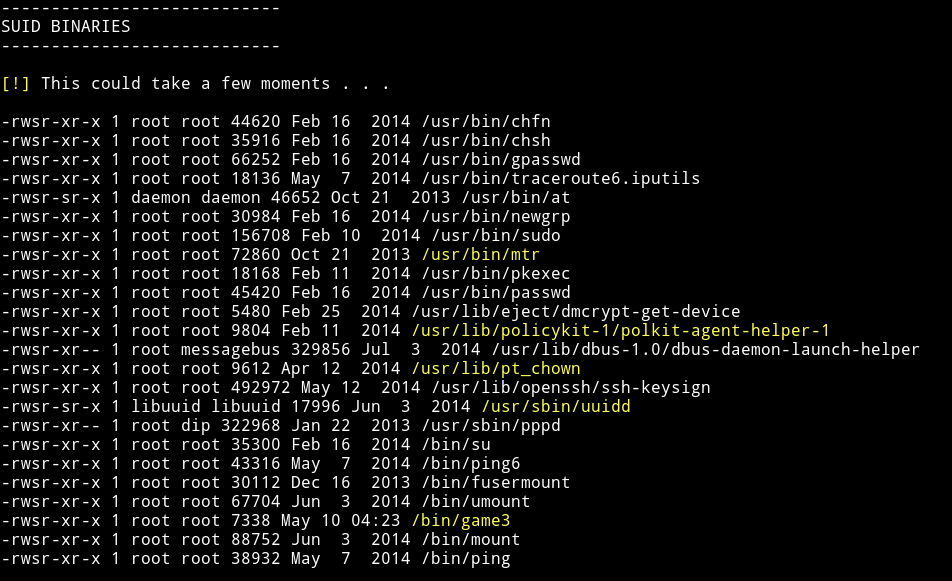 ----------------------------
SUID BINARIES
----------------------------
[!] This could take a few moments . . .
-rwsr-xr-x 1 root root 44620 Feb 16  2014 /usr/bin/chfn
-rwsr-xr-x 1 root root 35916 Feb 16  2014 /usr/bin/chsh
-rwsr-xr-x 1 root root 66252 Feb 16  2014 /usr/bin/gpasswd
-rwsr-xr-x 1 root root 18136 May  7  2014 /usr/bin/traceroute6.iputils
-rwsr-sr-x 1 daemon daemon 46652 Oct 21  2013 /usr/bin/at
-rwsr-xr-x 1 root root 30984 Feb 16  2014 /usr/bin/newgrp
-rwsr-xr-x 1 root root 156708 Feb 10  2014 /usr/bin/sudo
-rwsr-xr-x 1 root root 72860 Oct 21  2013 /usr/bin/mtr
-rwsr-xr-x 1 root root 18168 Feb 11  2014 /usr/bin/pkexec
-rwsr-xr-x 1 root root 45420 Feb 16  2014 /usr/bin/passwd
-rwsr-xr-x 1 root root 5480 Feb 25  2014 /usr/lib/eject/dmcrypt-get-device
-rwsr-xr-x 1 root root 9804 Feb 11  2014 /usr/lib/policykit-1/polkit-agent-helper-1
-rwsr-xr-- 1 root messagebus 329856 Jul  3  2014 /usr/lib/dbus-1.0/dbus-daemon-launch-helper
-rwsr-xr-x 1 root root 9612 Apr 12  2014 /usr/lib/pt_chown
-rwsr-xr-x 1 root root 492972 May 12  2014 /usr/lib/openssh/ssh-keysign
-rwsr-sr-x 1 libuuid libuuid 17996 Jun  3  2014 /usr/sbin/uuidd
-rwsr-xr-- 1 root dip 322968 Jan 22  2013 /usr/sbin/pppd
-rwsr-xr-x 1 root root 35300 Feb 16  2014 /bin/su
-rwsr-xr-x 1 root root 43316 May  7  2014 /bin/ping6
-rwsr-xr-x 1 root root 30112 Dec 16  2013 /bin/fusermount
-rwsr-xr-x 1 root root 67704 Jun  3  2014 /bin/umount
-rwsr-xr-x 1 root root 7338 May 10 04:23 /bin/game3
-rwsr-xr-x 1 root root 88752 Jun  3  2014 /bin/mount
-rwsr-xr-x 1 root root 38932 May  7  2014 /bin/ping